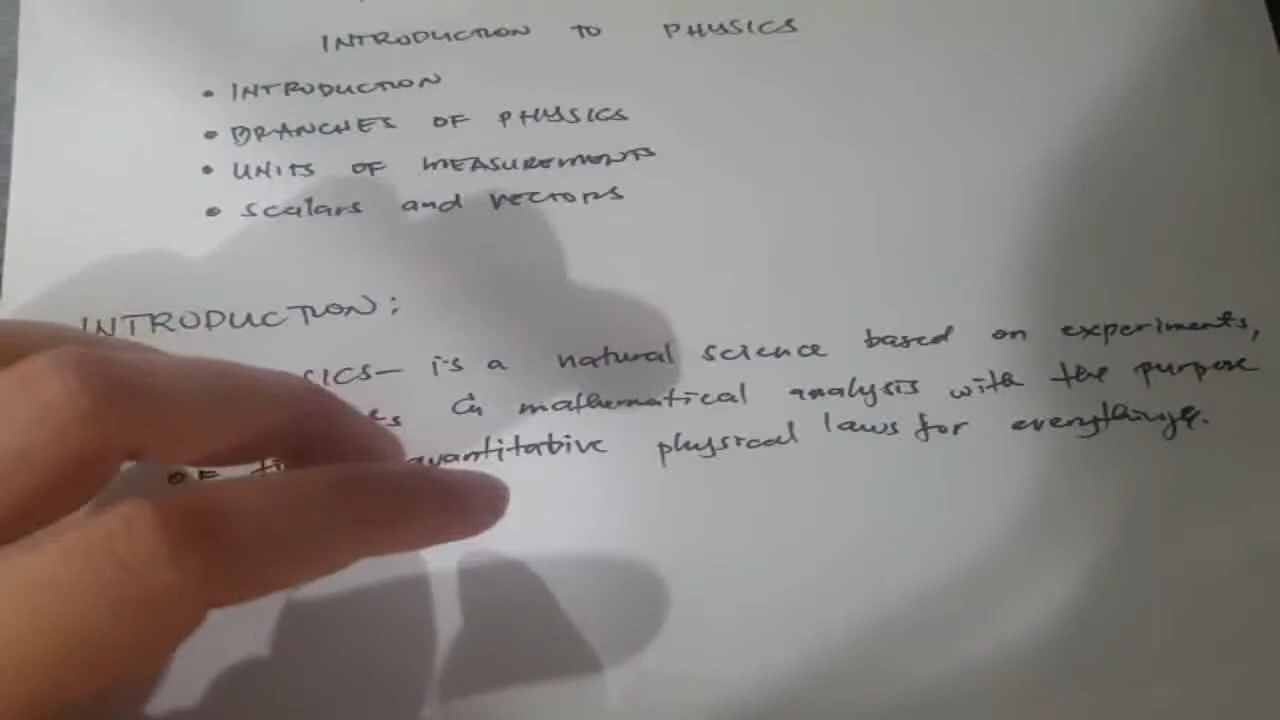 INTRODUCTION TO PHYSICS
• INTRODUCTION
• BRANCHES OF PHYSICS
• UNITS OF MEASUREMENTS
• Scalars and vectors
INTRODUCTION:
is a natural science based on experiments,
mathematical analysis with the purpose
OF quantitative physical laws for everything.